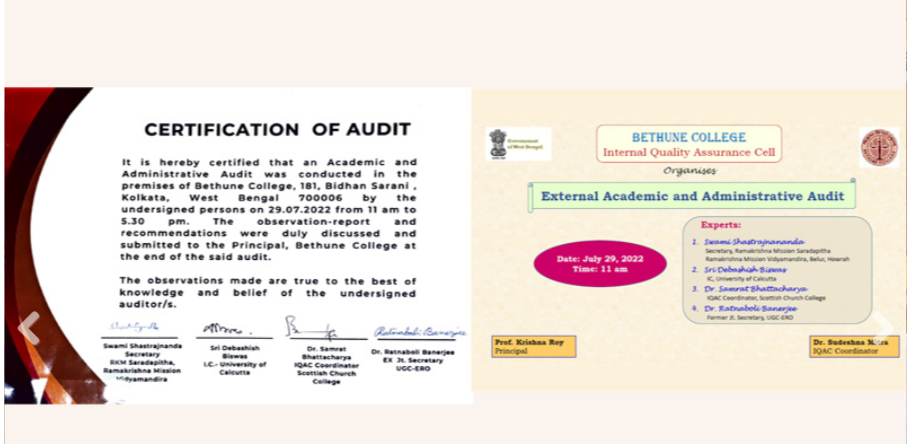 CERTIFICATION OF AUDIT
It is hereby certified that an Academic and
Administrative Audit was conducted in the
premises of Bethune College, 181, Bidhan Sarani ,
Kolkata, West Bengal 700006 by the
undersigned persons on 29.07.2022 from 11 am to
5.30 pm. The observation-report and
recommendations were duly discussed and
submitted to the Principal, Bethune College at
the end of the said audit.
The observations made are true to the best of
knowledge and belief of the undersigned
auditor/s.
Ratnaboli Banerjee
Swami Shastrajnanda
Secretary
RKM Saradapitha,
Ramakrishna Mission
Vidyamandira
Sri Debashish
Biswas
I.C.- University of
Calcutta
Dr. Samrat
Bhattacharya
IQAC Coordinator
Scottish Church
College
Dr. Ratnaboli Banerjee
EX Jt. Secretary
UGC-ERO
Government
of West Bengal
BETHUNE COLLEGE
Internal Quality Assurance Cell
Organises
External Academic and Administrative Audit
Date: July 29, 2022
Time: 11 am
Experts:
1. Swami Shastrajnananda
Secretary, Ramakrishna Mission Saradapitha
Ramakrishna Mission Vidyamandira, Belur, Howrah
2. Sri Debashish Biswas
IC, University of Calcutta
3. Dr. Samrat Bhattacharya
IQAC Coordinator, Scottish Church College
4. Dr. Ratnaboli Banerjee
Former Jt. Secretary, UGC-ERO
Prof. Krishna Roy
Principal
Dr. Sudeshna Mitra
IQAC Coordinator